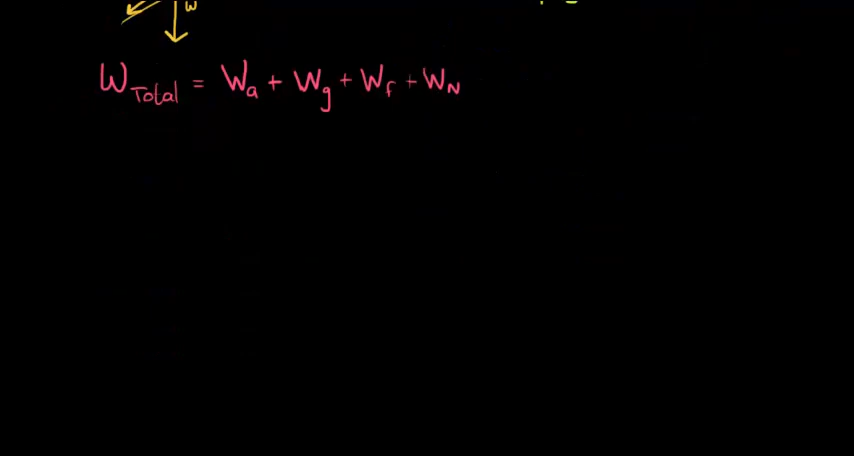 w
W_Total = W_a + W_g + W_f + W_N